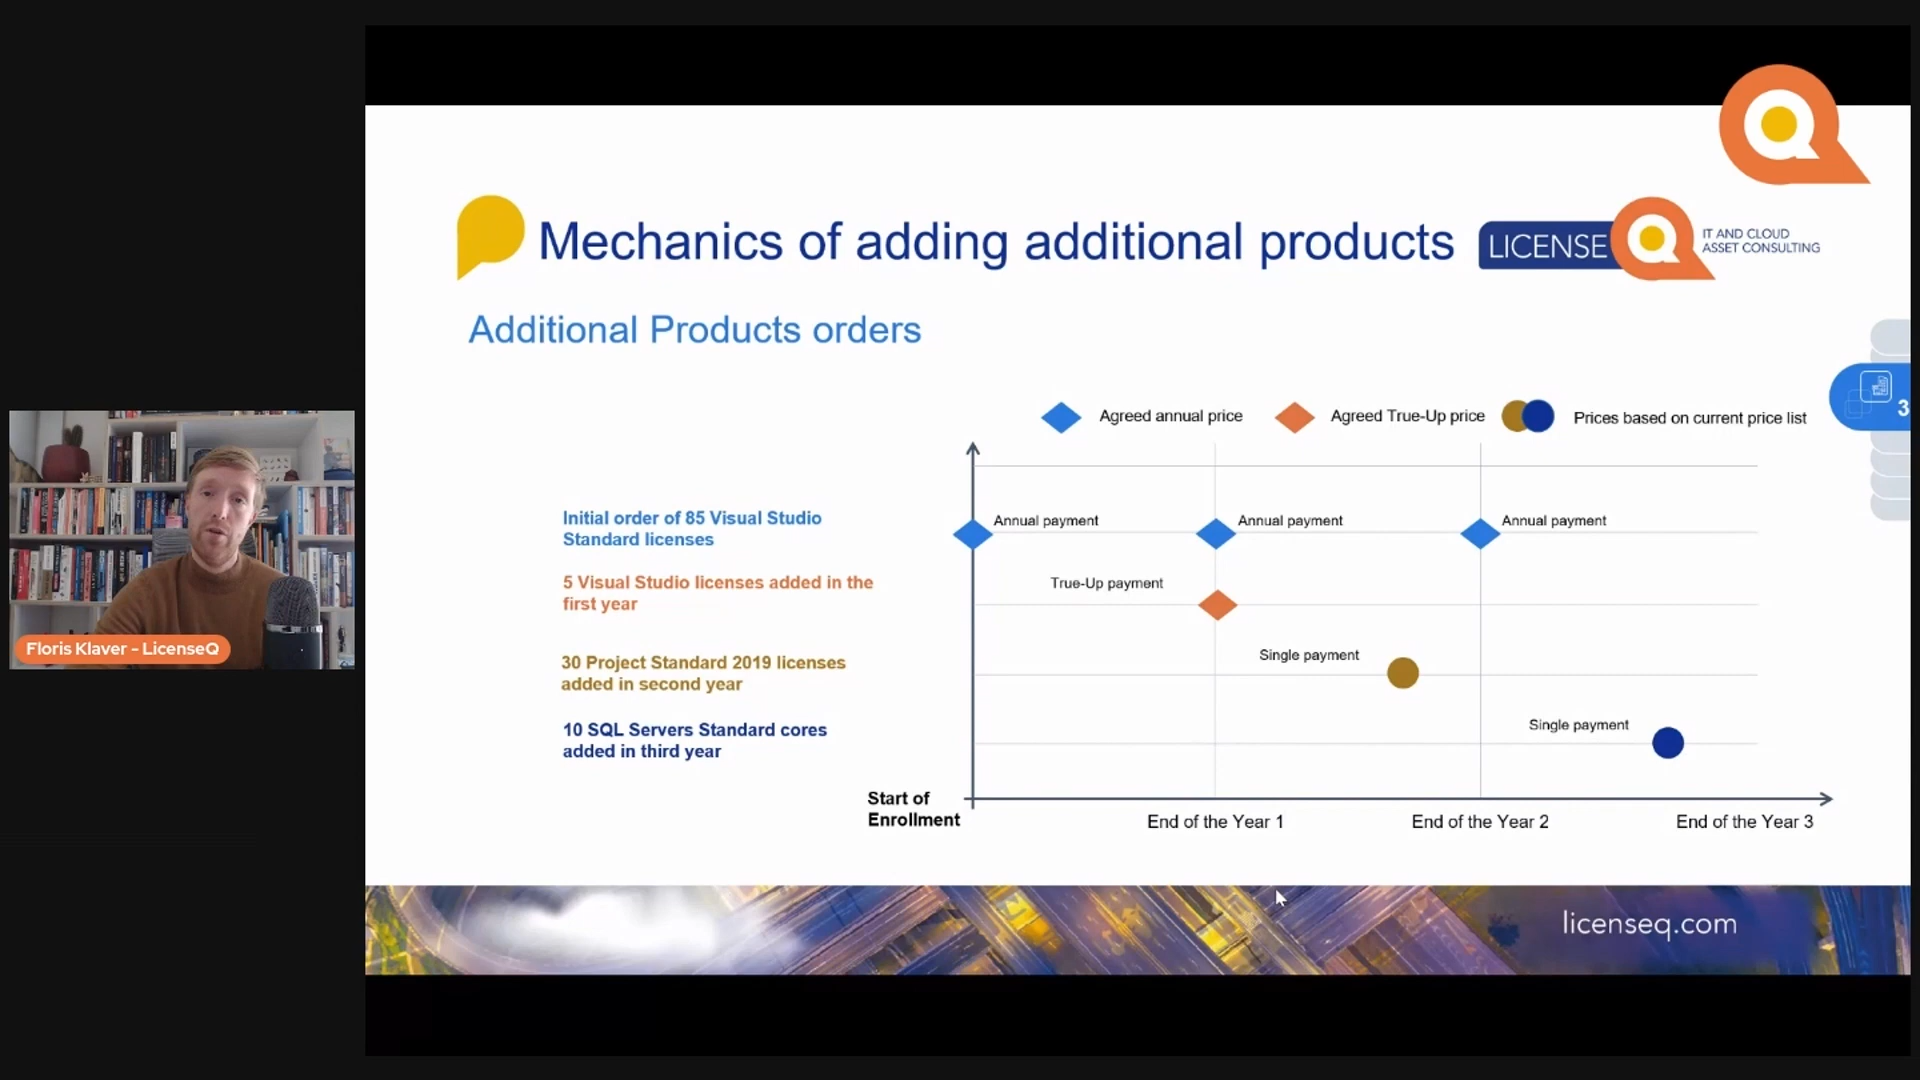 Mechanics of adding additional products
LICENSE
IT AND CLOUD
ASSET CONSULTING
Additional Products orders
3
Agreed annual price
Agreed True-Up price
Prices based on current price list
Initial order of 85 Visual Studio
Standard licenses
Annual payment
Annual payment
Annual payment
5 Visual Studio licenses added in the
first year
True-Up payment
30 Project Standard 2019 licenses
added in second year
Single payment
10 SQL Servers Standard cores
added in third year
Single payment
Start of
Enrollment
End of the Year 1
End of the Year 2
End of the Year 3
Floris Klaver - LicenseQ
licenseq.com